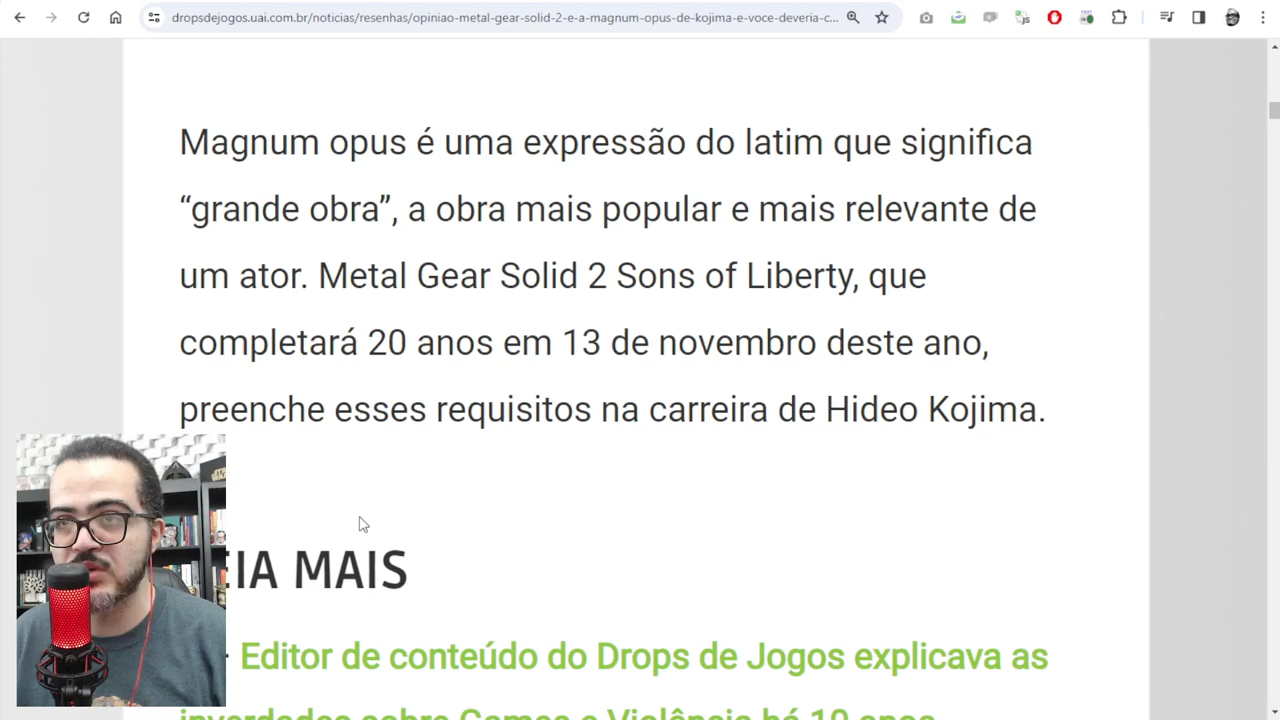 dropsdejogos.uai.com.br/noticias/resenhas/opiniao-metal-gear-solid-2-e-a-magnum-opus-de-kojima-e-voce-deveria-c...
Magnum opus é uma expressão do latim que significa
“grande obra”, a obra mais popular e mais relevante de
um ator. Metal Gear Solid 2 Sons of Liberty, que
completará 20 anos em 13 de novembro deste ano,
preenche esses requisitos na carreira de Hideo Kojima.
EIA MAIS
Editor de conteúdo do Drops de Jogos explicava as
inverdades sobre Games e Violência há 10 anos